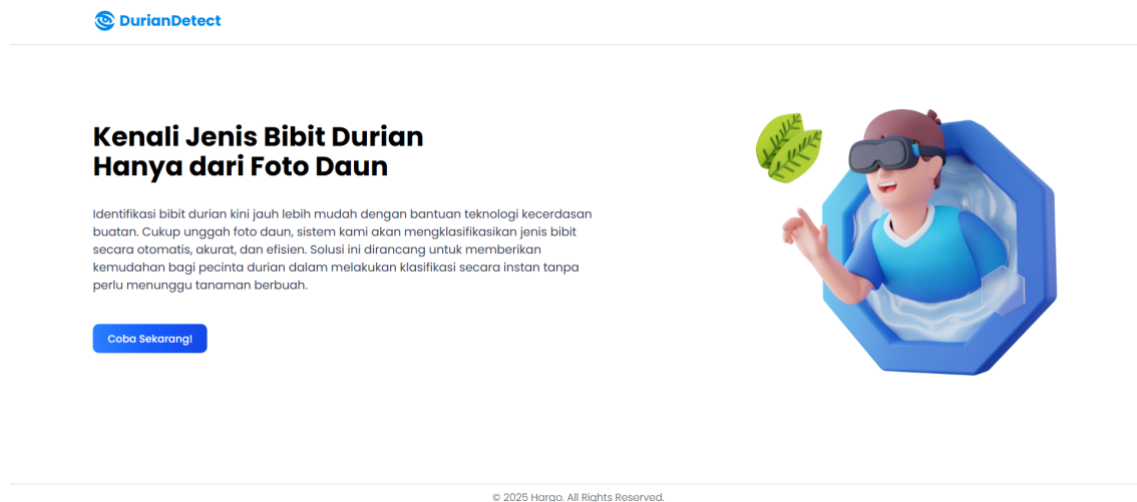 DurianDetect
Kenali Jenis Bibit Durian
Hanya dari Foto Daun
Identifikasi bibit durian kini jauh lebih mudah dengan bantuan teknologi kecerdasan
buatan. Cukup unggah foto daun, sistem kami akan mengklasifikasikan jenis bibit
secara otomatis, akurat, dan efisien. Solusi ini dirancang untuk memberikan
kemudahan bagi pecinta durian dalam melakukan klasifikasi secara instan tanpa
perlu menunggu tanaman berbuah.
Coba Sekarang!
© 2025 Hargo. All Rights Reserved.